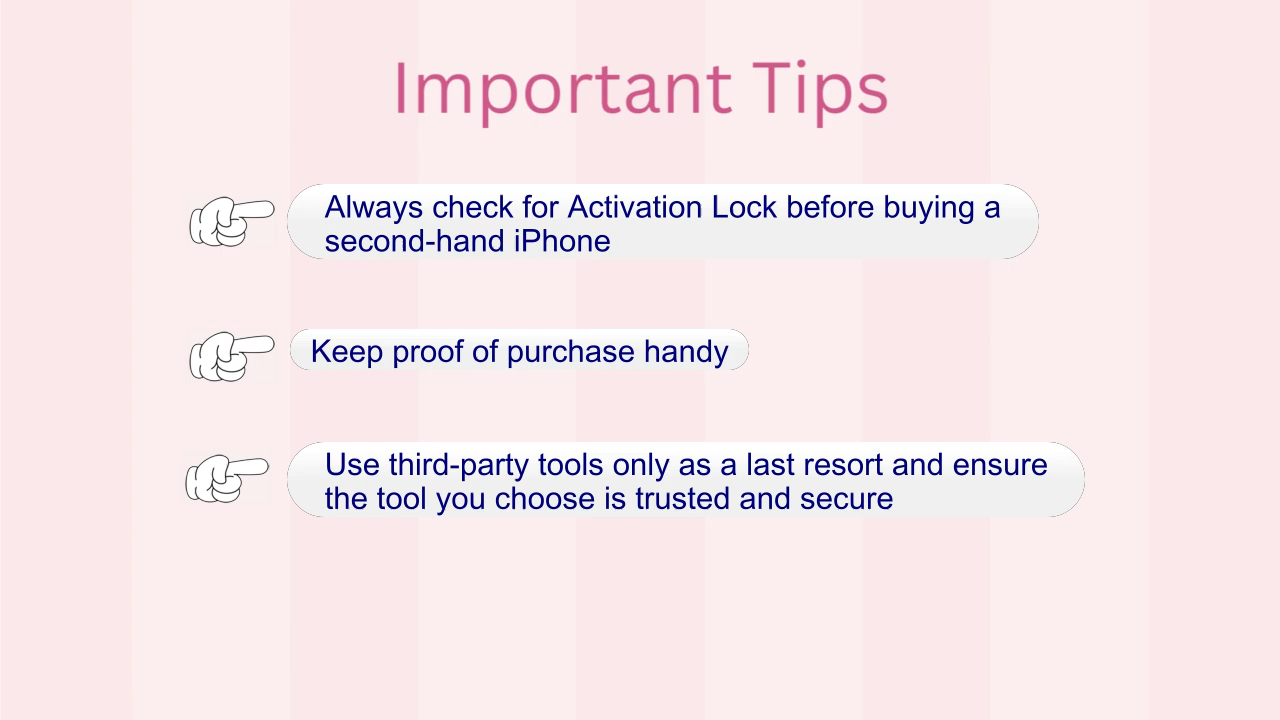 Important Tips
Always check for Activation Lock before buying a
second-hand iPhone
Keep proof of purchase handy
Use third-party tools only as a last resort and ensure
the tool you choose is trusted and secure